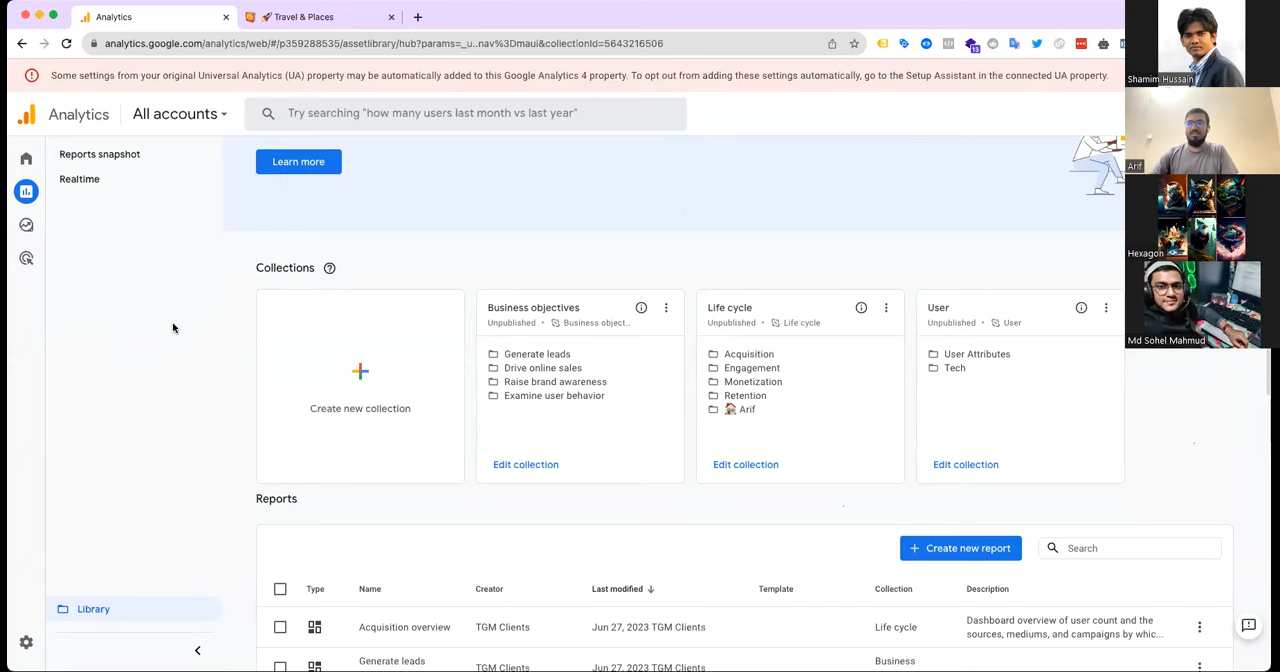 Analytics
🚀 Travel & Places
analytics.google.com/analytics/web/#/p359288535/assetlibrary/hub?params=_u..nav%3Dmaui&collectionId=5643216506
13
Some settings from your original Universal Analytics (UA) property may be automatically added to this Google Analytics 4 property. To opt out from adding these settings automatically, go to the Setup Assistant in the connected UA property.
Analytics
All accounts
Try searching "how many users last month vs last year"
Shamim Hussain
Arif
Hexagon
Md Sohel Mahmud
Reports snapshot
Realtime
Library
Learn more
Collections
Create new collection
Business objectives
Unpublished • Business object...
Generate leads
Drive online sales
Raise brand awareness
Examine user behavior
Edit collection
Life cycle
Unpublished • Life cycle
Acquisition
Engagement
Monetization
Retention
🏠 Arif
Edit collection
User
Unpublished • User
User Attributes
Tech
Edit collection
Reports
+ Create new report
Search
Type Name Creator Last modified Template Collection Description
Acquisition overview TGM Clients Jun 27, 2023 TGM Clients Life cycle Dashboard overview of user count and the
sources, mediums, and campaigns by whic...
Generate leads TGM Clients Jun 27, 2023 TGM Clients Business